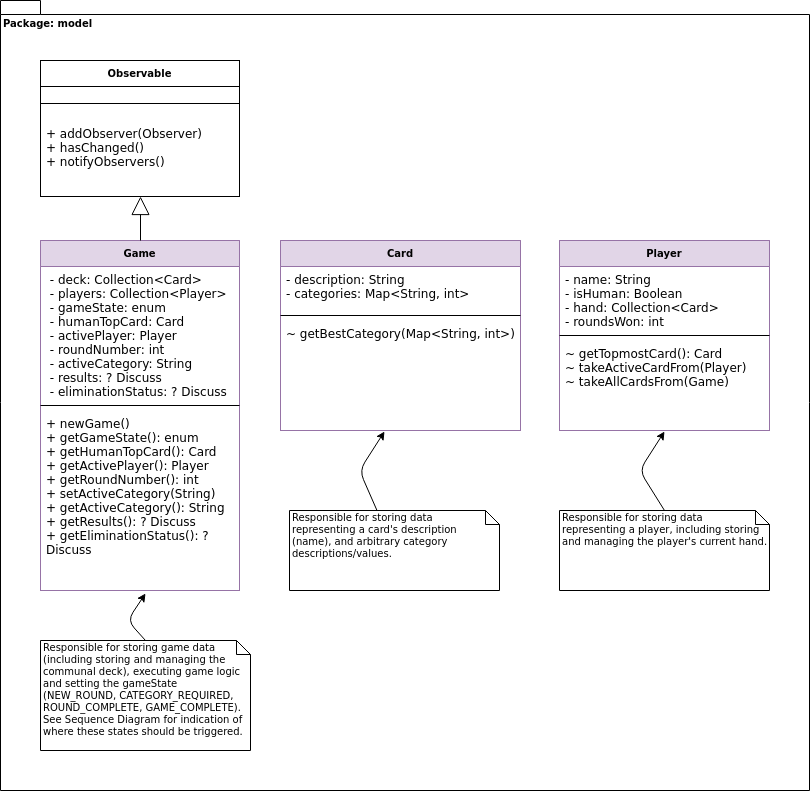 Package: model
Observable
+ addObserver(Observer)
+ hasChanged()
+ notifyObservers()
Game
- deck: Collection<Card>
- players: Collection<Player>
- gameState: enum
- humanTopCard: Card
- activePlayer: Player
- roundNumber: int
- activeCategory: String
- results: ? Discuss
- eliminationStatus: ? Discuss
+ newGame()
+ getGameState(): enum
+ getHumanTopCard(): Card
+ getActivePlayer(): Player
+ getRoundNumber(): int
+ setActiveCategory(String)
+ getActiveCategory(): String
+ getResults(): ? Discuss
+ getEliminationStatus(): ?
Discuss
Card
- description: String
- categories: Map<String, int>
~ getBestCategory(Map<String, int>)
Player
- name: String
- isHuman: Boolean
- hand: Collection<Card>
- roundsWon: int
~ getTopmostCard(): Card
~ takeActiveCardFrom(Player)
~ takeAllCardsFrom(Game)
Responsible for storing data
representing a card's description
(name), and arbitrary category
descriptions/values.
Responsible for storing data
representing a player, including storing
and managing the player's current hand.
Responsible for storing game data
(including storing and managing the
communal deck), executing game logic
and setting the gameState
(NEW_ROUND, CATEGORY_REQUIRED,
ROUND_COMPLETE, GAME_COMPLETE).
See Sequence Diagram for indication of
where these states should be triggered.